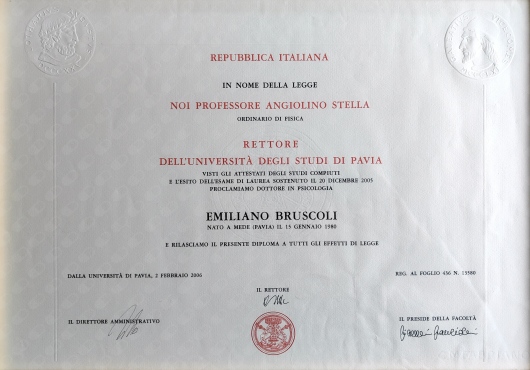 REPUBBLICA ITALIANA
IN NOME DELLA LEGGE
NOI PROFESSORE ANGIOLINO STELLA
ORDINARIO DI FISICA
RETTORE
DELL'UNIVERSITÀ DEGLI STUDI DI PAVIA
VISTI GLI ATTESTATI DEGLI STUDI COMPIUTI
E L'ESITO DELL'ESAME DI LAUREA SOSTENUTO IL 20 DICEMBRE 2005
PROCLAMIAMO DOTTORE IN PSICOLOGIA
EMILIANO BRUSCOLI
NATO A MEDE (PAVIA) IL 15 GENNAIO 1980
E RILASCIAMO IL PRESENTE DIPLOMA A TUTTI GLI EFFETTI DI LEGGE
DALLA UNIVERSITÀ DI PAVIA, 2 FEBBRAIO 2006
REG. AL FOGLIO 436 N. 13580
IL RETTORE
IL DIRETTORE AMMINISTRATIVO
IL PRESIDE DELLA FACOLTÀ